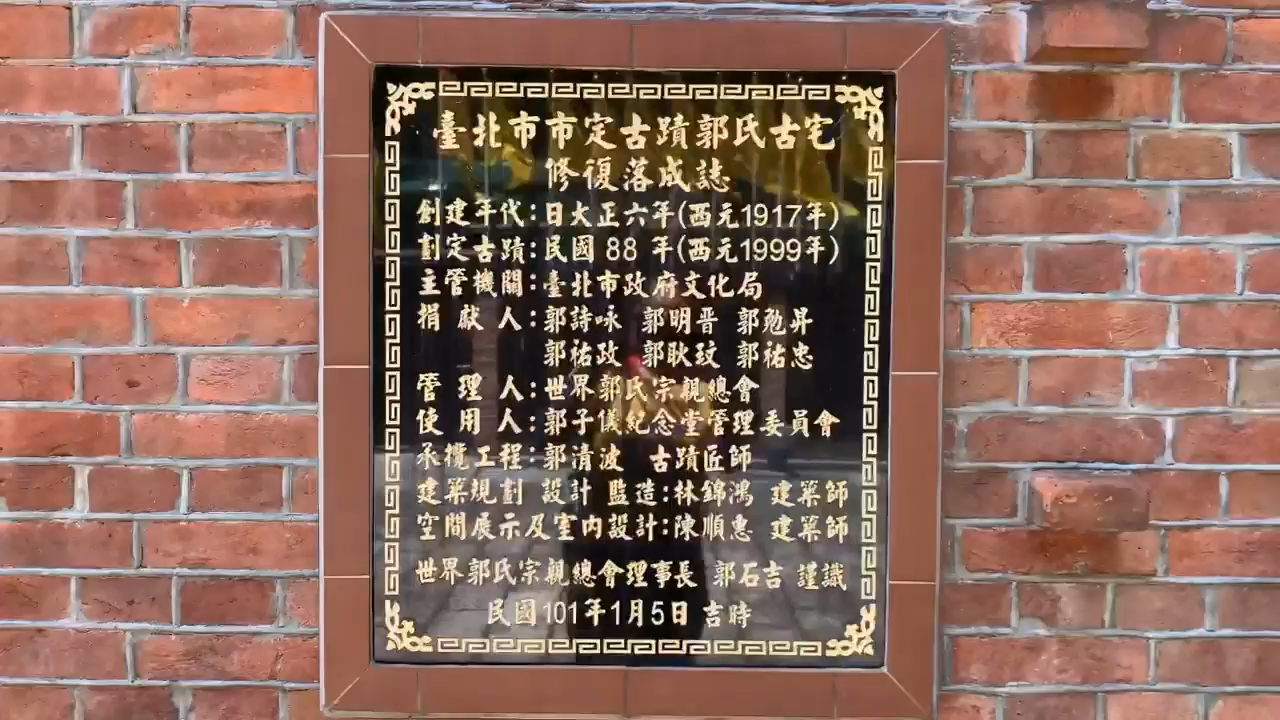 臺北市市定古蹟郭氏古宅
修復落成誌
創建年代:日大正六年(西元1917年)
劃定古蹟:民國 88 年(西元1999年)
主管機關:臺北市政府文化局
捐獻人:郭詩咏 郭明晋 郭勉昇
郭祐政 郭耿玟 郭祐忠
管理人:世界郭氏宗親總會
使用人:郭子儀紀念堂管理委員會
承攬工程:郭清波 古蹟匠師
建築規劃 設計 監造:林錦鴻 建築師
空間展示及室內設計:陳順惠 建築師
世界郭氏宗親總會理事長 郭石吉 謹識
民國101年1月5日 吉時